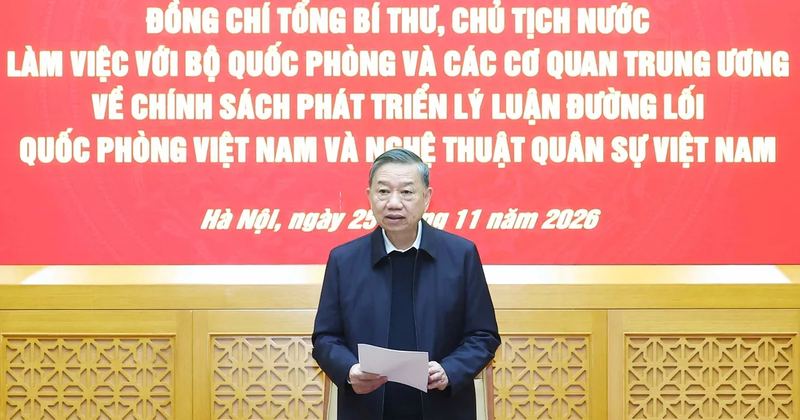 ĐỒNG CHÍ TỔNG BÍ THƯ, CHỦ TỊCH NƯỚC
LÀM VIỆC VỚI BỘ QUỐC PHÒNG VÀ CÁC CƠ QUAN TRUNG ƯƠNG
VỀ CHÍNH SÁCH PHÁT TRIỂN LÝ LUẬN ĐƯỜNG LỐI
QUỐC PHÒNG VIỆT NAM VÀ NGHỆ THUẬT QUÂN SỰ VIỆT NAM
Hà Nội, ngày 25 11 năm 2026